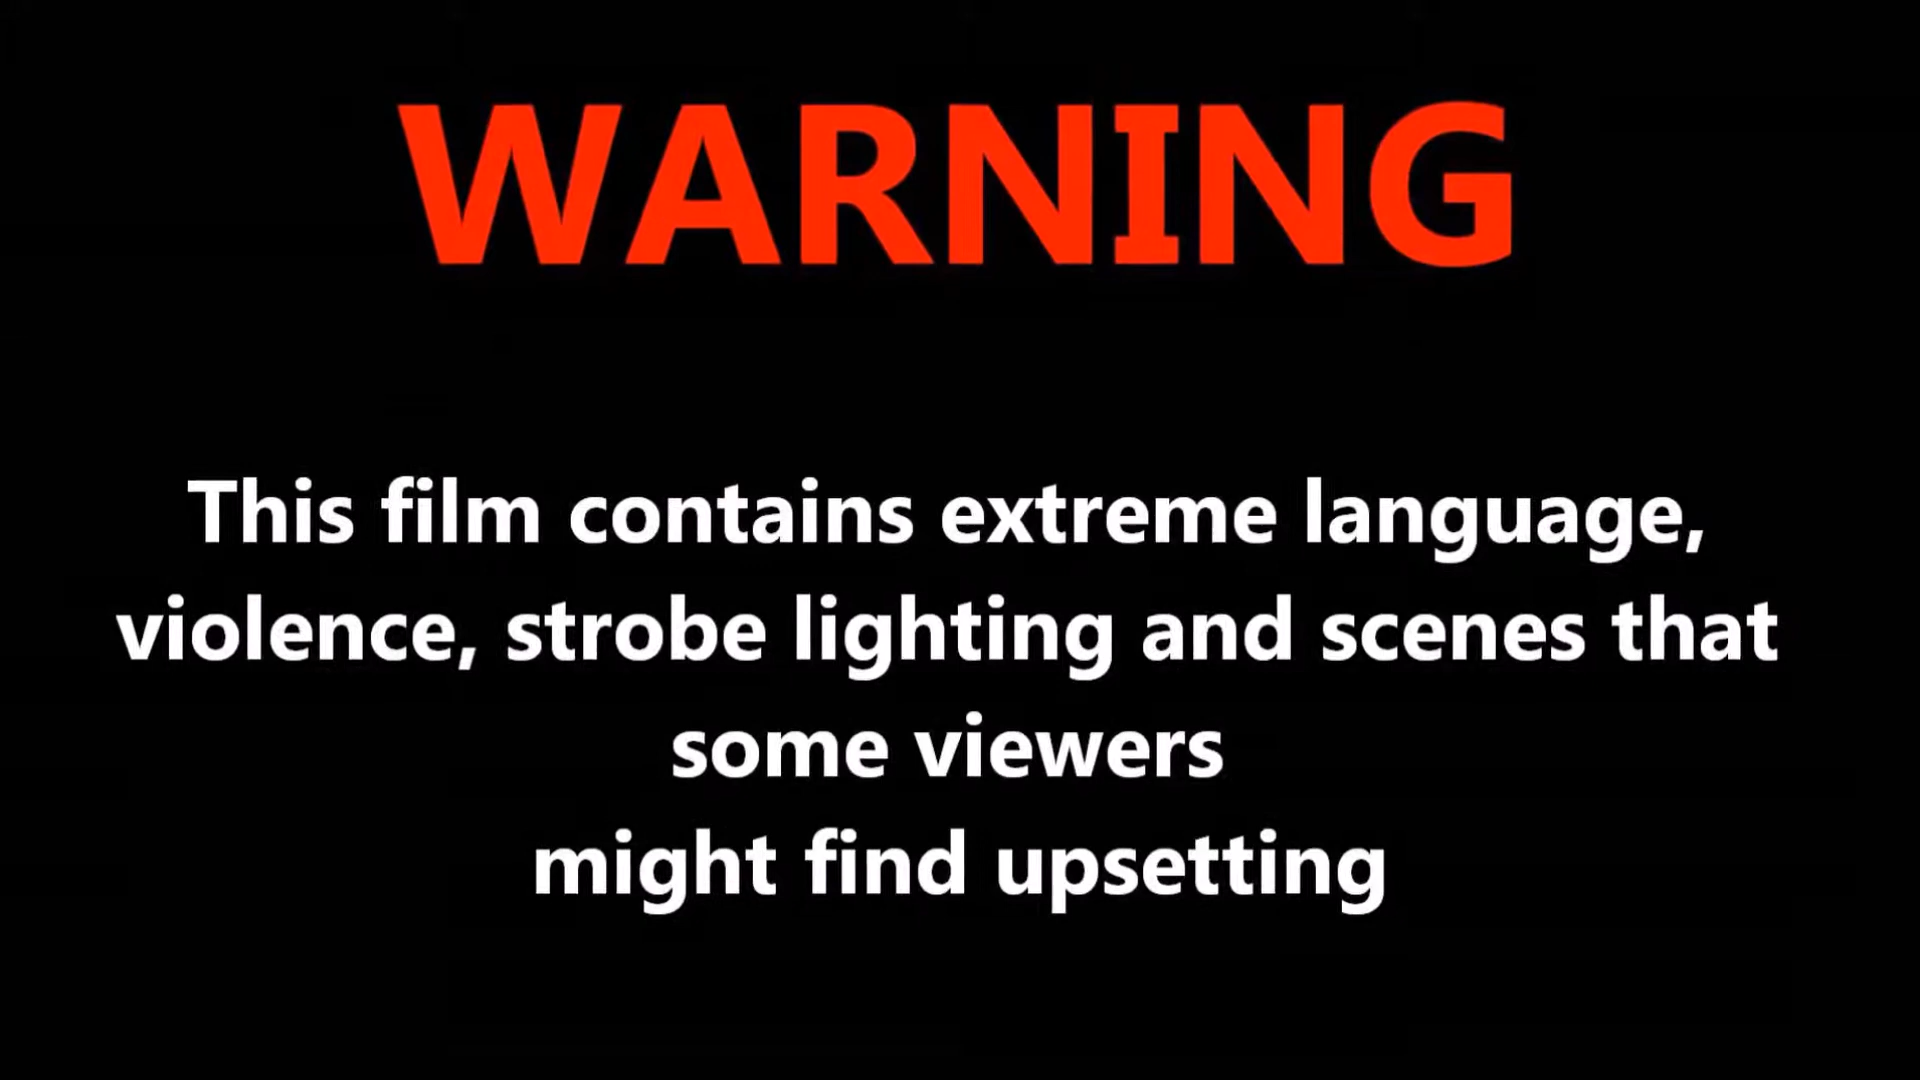 WARNING
This film contains extreme language,
violence, strobe lighting and scenes that
some viewers
might find upsetting